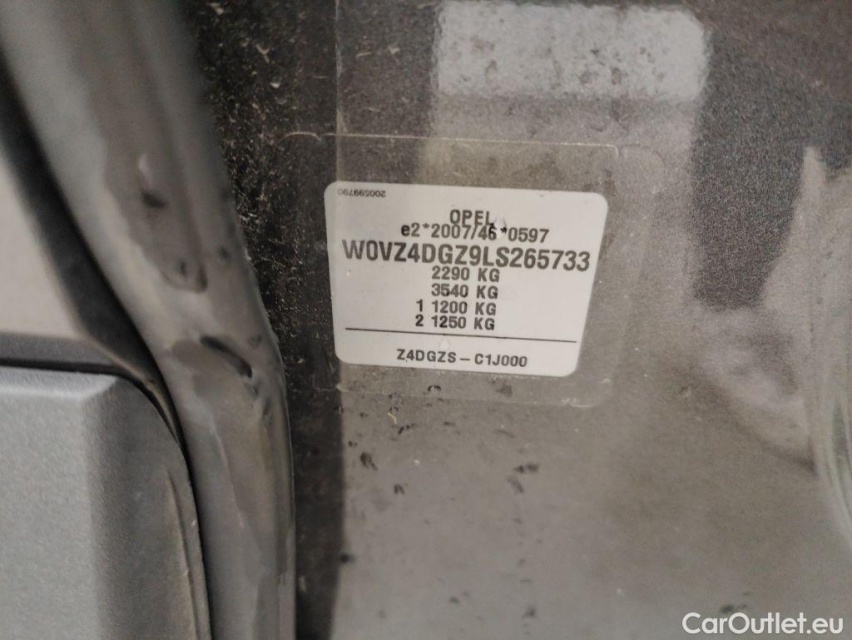 200599790
OPEL
e2*2007/46*0597
W0VZ4DGZ9LS265733
2290 KG
3540 KG
1 1200 KG
2 1250 KG
Z4DGZS-C1J000
CarOutlet.eu